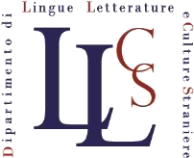 Dipartimento di
Lingue Letterature
e Culture Straniere
LLCS